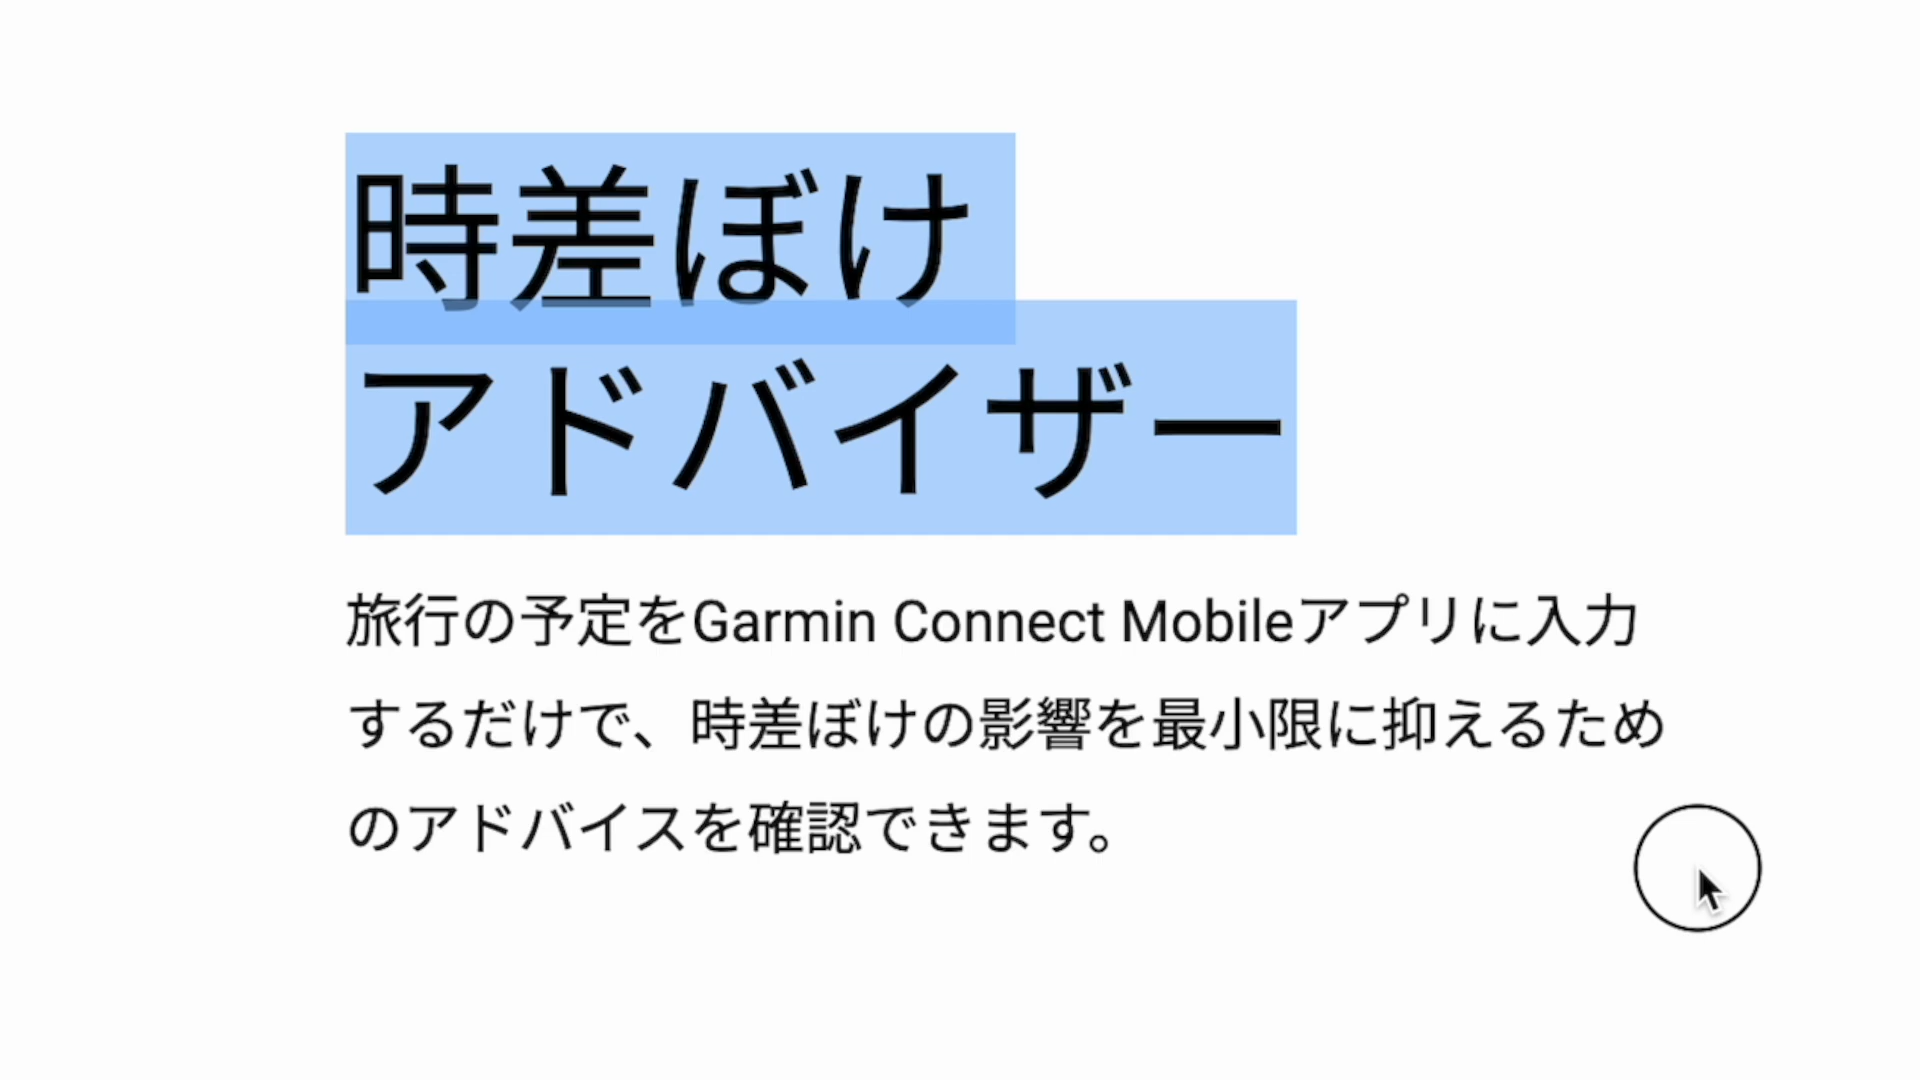 時差ぼけ
アドバイザー
旅行の予定をGarmin Connect Mobileアプリに入力
するだけで、時差ぼけの影響を最小限に抑えるため
のアドバイスを確認できます。